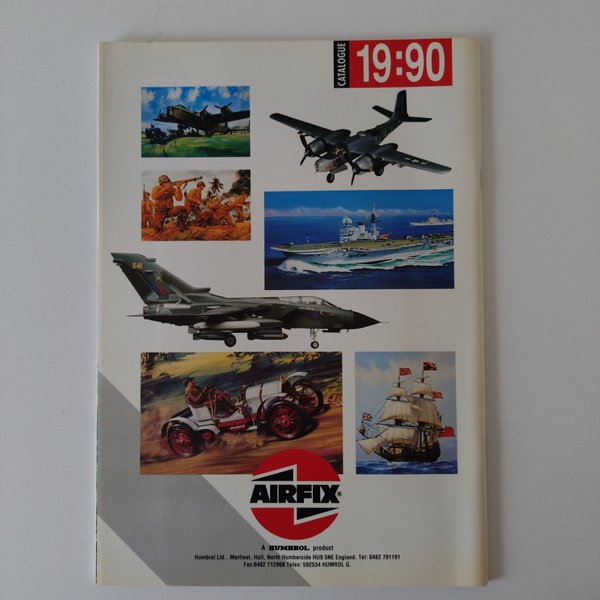 CATALOGUE
19:90
541
AIRFIX®
A HUMBROL product
Humbrol Ltd., Marfleet, Hull, North Humberside HU9 5NE England. Tel: 0482 701191
Fax:0482 712908 Telex: 592534 HUMROL G.